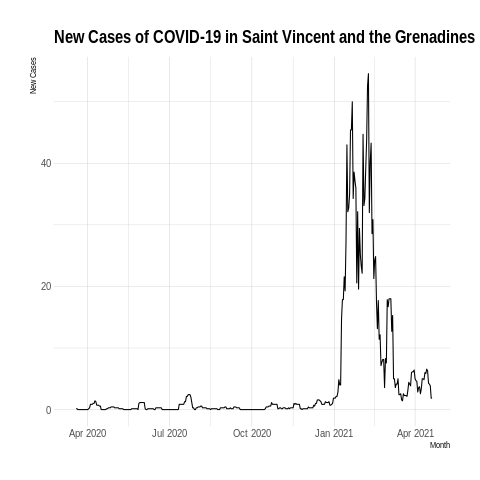 New Cases of COVID-19 in Saint Vincent and the Grenadines
New Cases
40
20
0
Apr 2020
Jul 2020
Oct 2020
Jan 2021
Apr 2021
Month